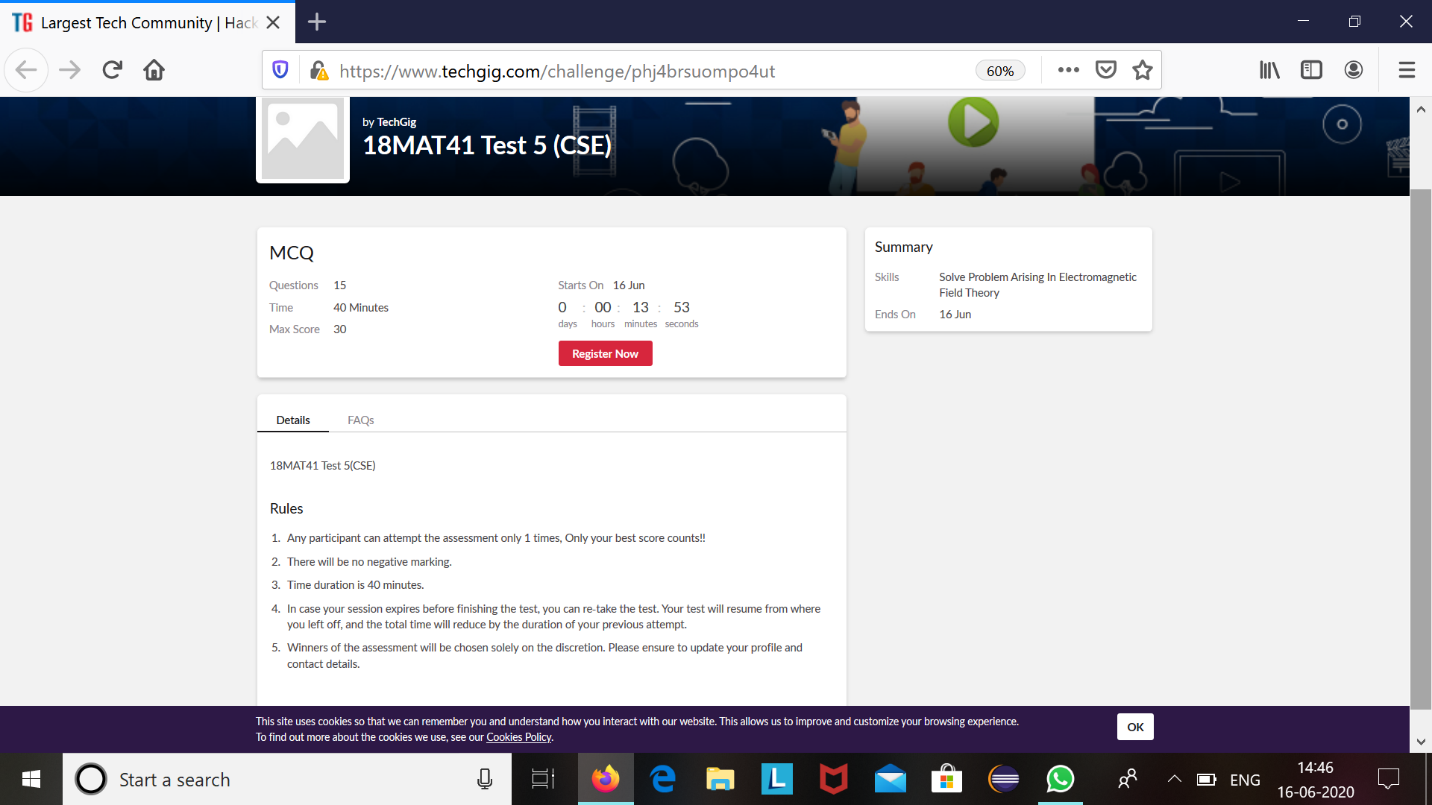 TG Largest Tech Community | Hack
https://www.techgig.com/challenge/phj4brsuompo4ut
60%
by TechGig
18MAT41 Test 5 (CSE)
MCQ
Questions 15
Time 40 Minutes
Max Score 30
Starts On 16 Jun
0 : 00 : 13 : 53
days hours minutes seconds
Register Now
Summary
Skills Solve Problem Arising In Electromagnetic
Field Theory
Ends On 16 Jun
Details FAQs
18MAT41 Test 5(CSE)
Rules
1. Any participant can attempt the assessment only 1 times, Only your best score counts!!
2. There will be no negative marking.
3. Time duration is 40 minutes.
4. In case your session expires before finishing the test, you can re-take the test. Your test will resume from where
you left off, and the total time will reduce by the duration of your previous attempt.
5. Winners of the assessment will be chosen solely on the discretion. Please ensure to update your profile and
contact details.
This site uses cookies so that we can remember you and understand how you interact with our website. This allows us to improve and customize your browsing experience.
To find out more about the cookies we use, see our Cookies Policy.
OK
Start a search
L
ENG
14:46
16-06-2020